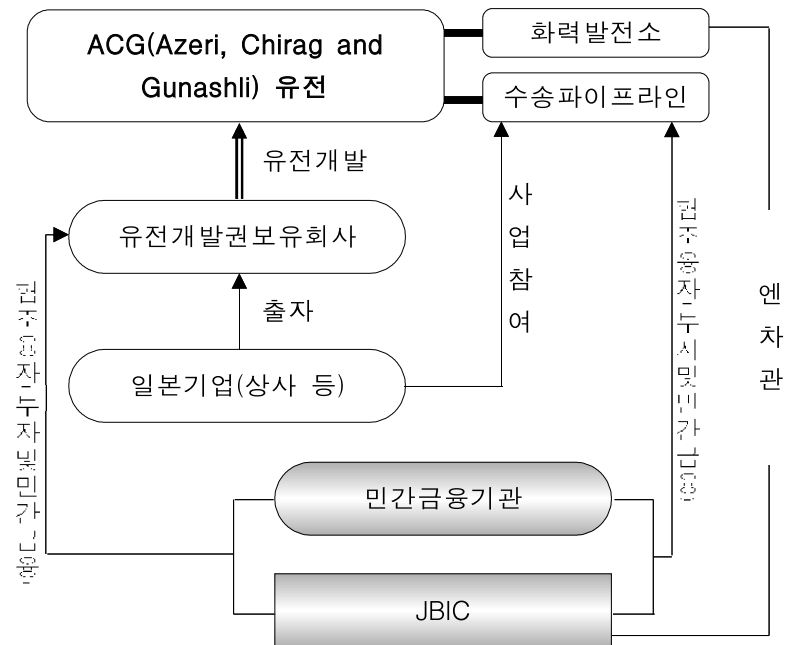 ACG(Azeri, Chirag and
Gunashli) 유전
화력발전소
수송파이프라인
유전개발
유전개발권보유회사
출자
일본기업(상사 등)
사업참여
엔차관
민간금융기관
JBIC